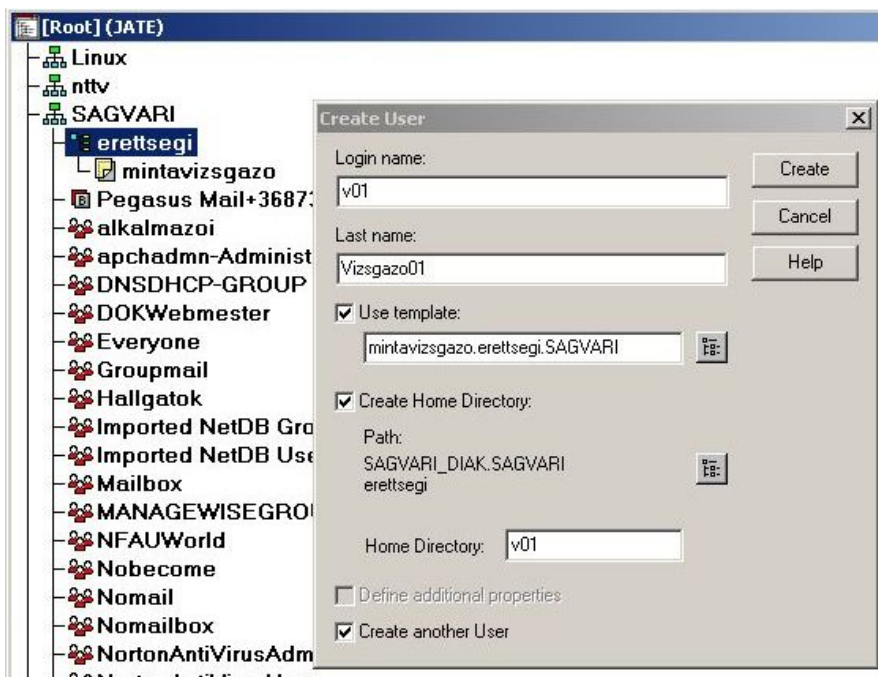 [Root] (JATE)
Linux
nttv
SAGVARI
erettsegi
mintavizsgazo
Pegasus Mail+36873
alkalmazoi
apchadmn-Administ
DNSDHCP-GROUP
DOKWebmester
Everyone
Groupmail
Hallgatok
Imported NetDB Gro
Imported NetDB Use
Mailbox
MANAGEWISEGROU
NFAUWorld
Nobecome
Nomail
Nomailbox
NortonAntiVirusAdm
Create User
Login name:
v01
Last name:
Vizsgazo01
Use template:
mintavizsgazo.erettsegi.SAGVARI
Create Home Directory:
Path:
SAGVARI_DIAK.SAGVARI
erettsegi
Home Directory: v01
Define additional properties
Create another User
Create
Cancel
Help